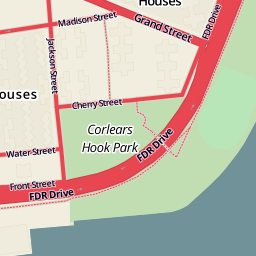 Houses
Madison Street
Grand Street
FDR Drive
Jackson Street
ouses
Cherry Street
Corlears
Hook Park
FDR Drive
Water Street
Front Street
FDR Drive